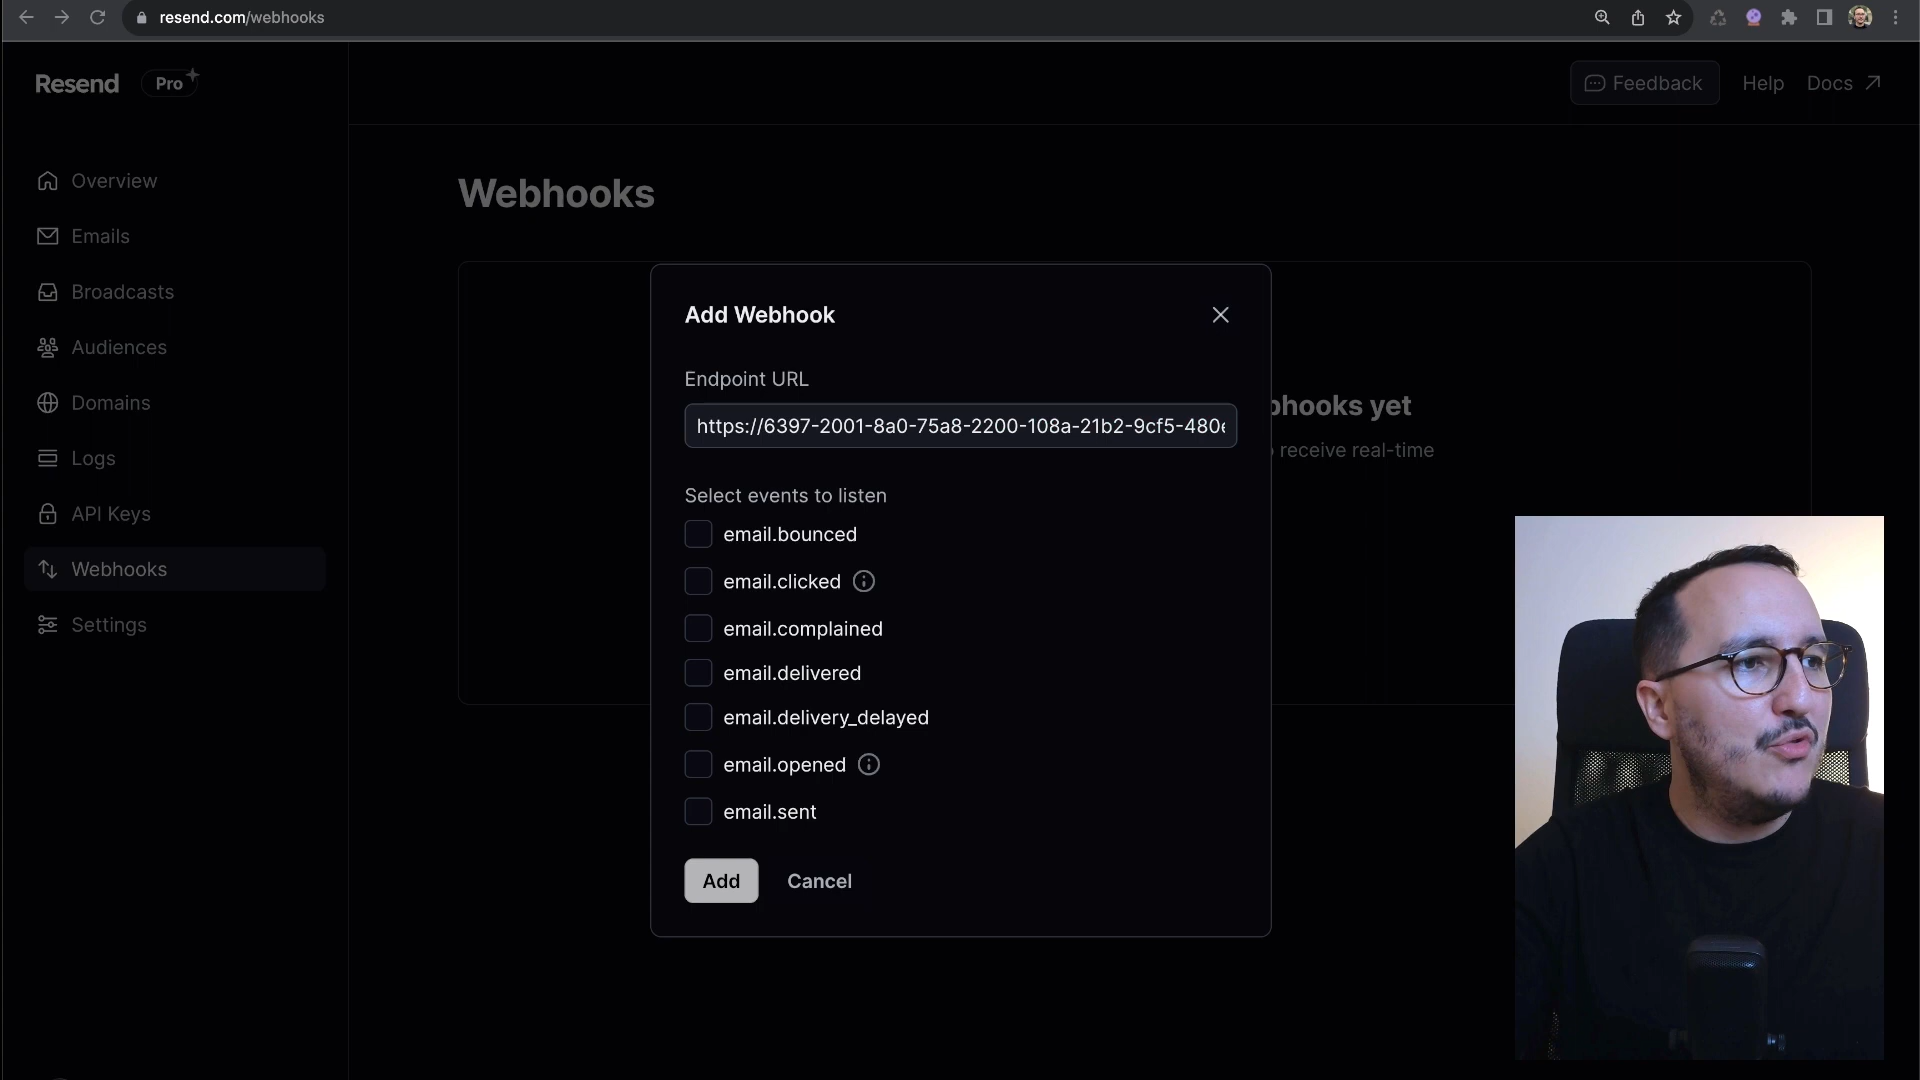 resend.com/webhooks
Resend
Pro
Feedback
Help
Docs
Overview
Emails
Broadcasts
Audiences
Domains
Logs
API Keys
Webhooks
Settings
Webhooks
hooks yet
receive real-time
Add Webhook
Endpoint URL
https://6397-2001-8a0-75a8-2200-108a-21b2-9cf5-480
Select events to listen
email.bounced
email.clicked
email.complained
email.delivered
email.delivery_delayed
email.opened
email.sent
Add
Cancel